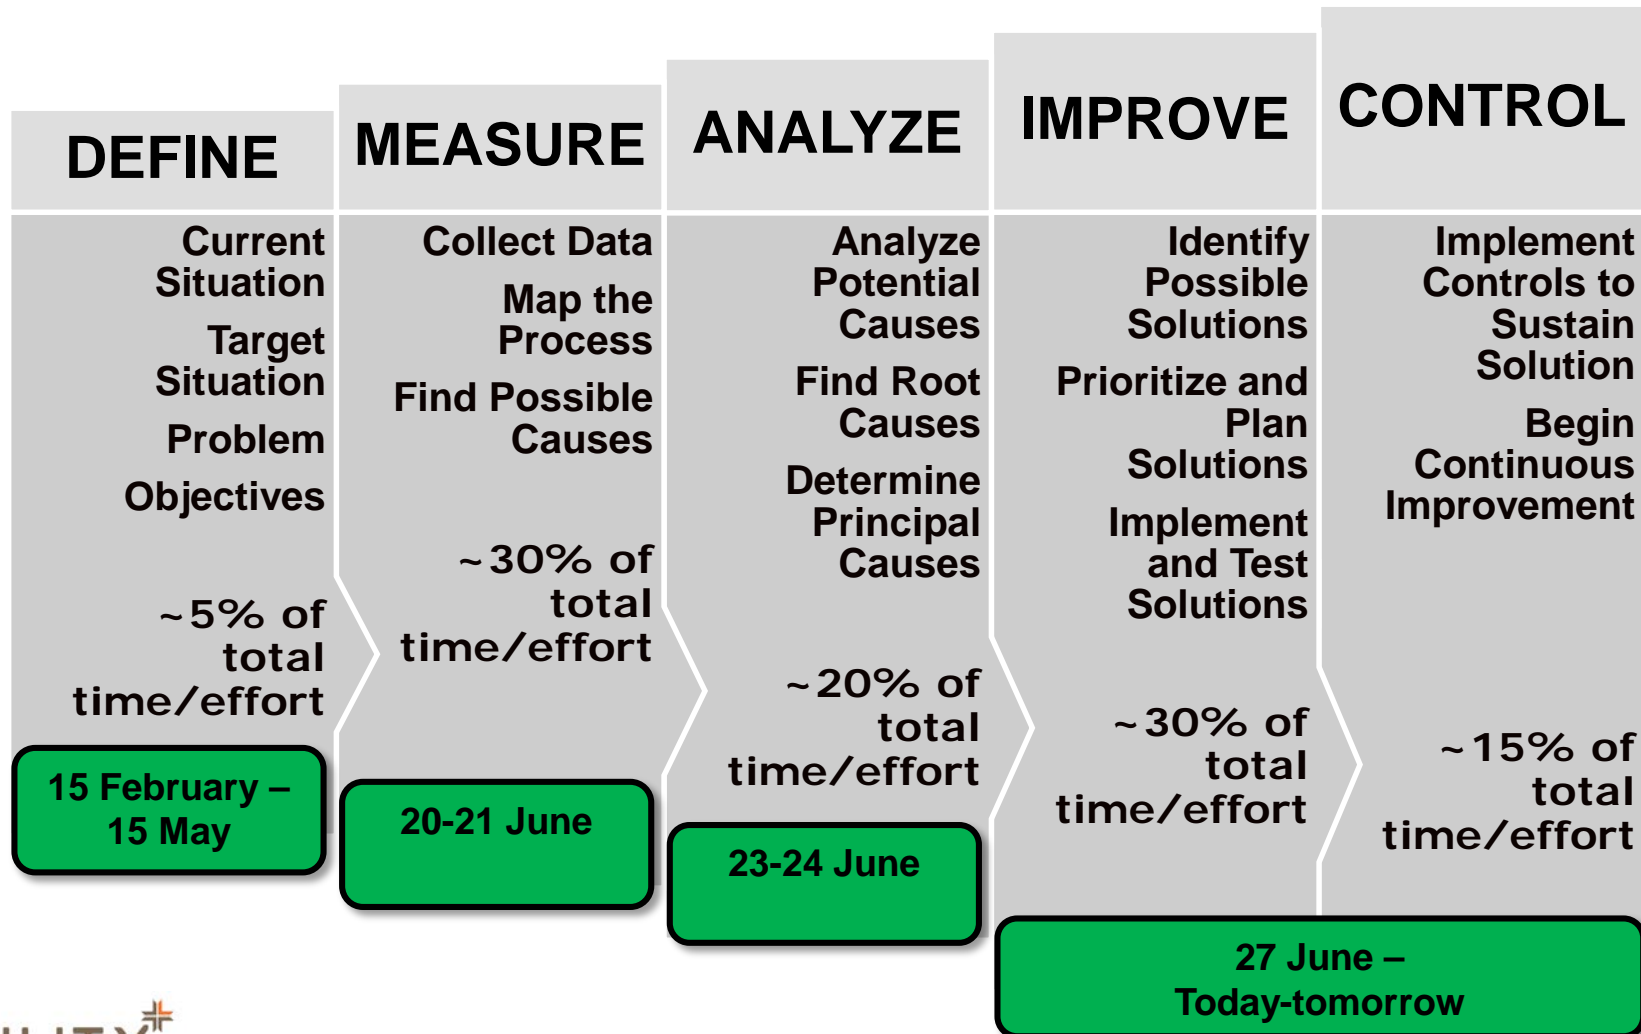 DEFINE
Current
Situation
Target
Situation
Problem
Objectives
~5% of
total
time/effort
15 February –
15 May
MEASURE
Collect Data
Map the
Process
Find Possible
Causes
~30% of
total
time/effort
20-21 June
ANALYZE
Analyze
Potential
Causes
Find Root
Causes
Determine
Principal
Causes
~20% of
total
time/effort
23-24 June
IMPROVE
Identify
Possible
Solutions
Prioritize and
Plan
Solutions
Implement
and Test
Solutions
~30% of
total
time/effort
CONTROL
Implement
Controls to
Sustain
Solution
Begin
Continuous
Improvement
~15% of
total
time/effort
27 June –
Today-tomorrow